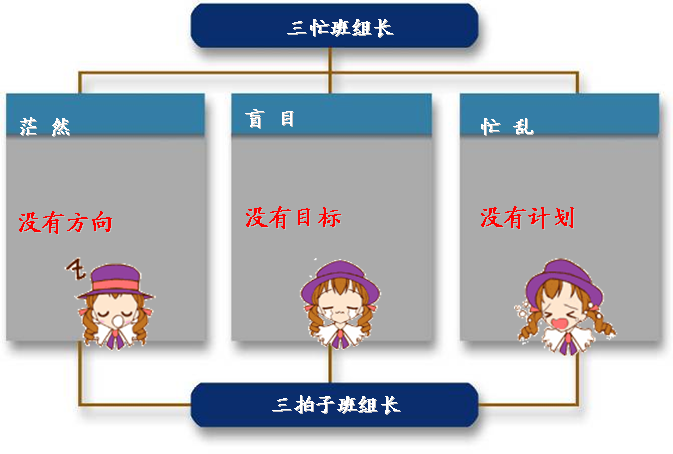 三忙班组长
茫 然
没有方向
盲 目
没有目标
忙 乱
没有计划
三拍子班组长